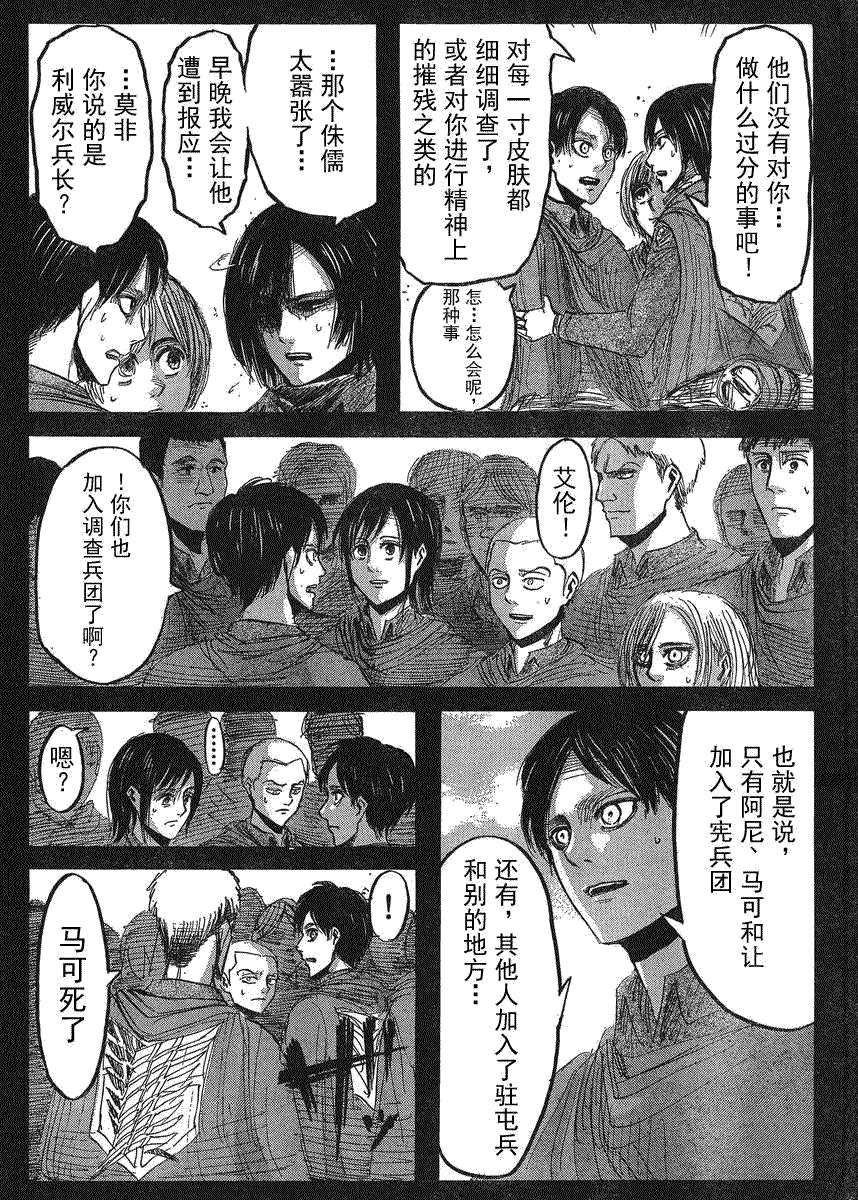 他们没有对你…
做什么过分的事吧！
对每一寸皮肤都
细细调查了，
或者对你进行精神上
的摧残之类的
怎…怎么会呢，
那种事
…那个侏儒
太嚣张了…
早晚我会让他
遭到报应…
…莫非
你说的是
利威尔兵长？
艾伦！
！你们也
加入调查兵团了啊？
也就是说，
只有阿尼、马可和让
加入了宪兵团
还有，其他人加入了驻屯兵
和别的地方…
……
嗯？
！
马可死了